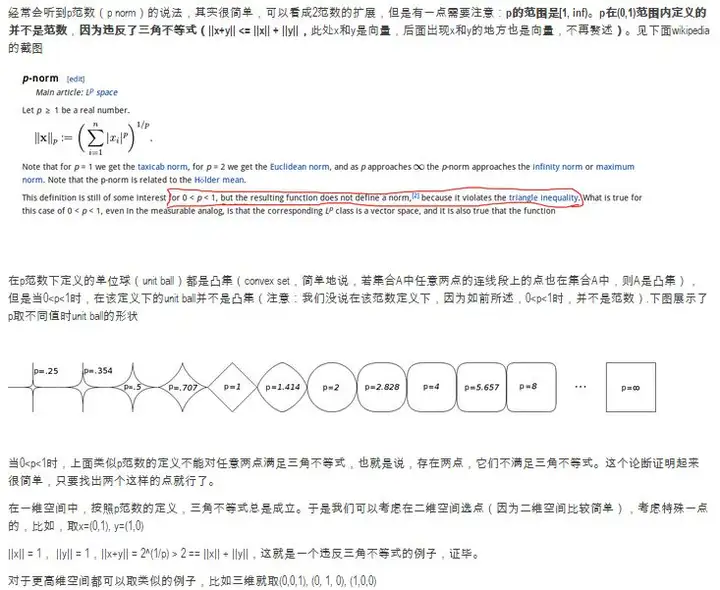 经常会听到p范数（p norm）的说法，其实很简单，可以看成2范数的扩展，但是有一点需要注意：p的范围是[1, inf)。p在(0,1)范围内定义的
并不是范数，因为违反了三角不等式（||x+y|| <= ||x|| + ||y||，此处x和y是向量，后面出现x和y的地方也是向量，不再赘述）。见下面wikipedia
的截图
p-norm [edit]
Main article: Lᵖ space
Let p ≥ 1 be a real number.
||x||ₚ := (∑ⁿᵢ₌₁ |xᵢ|ᵖ)^1/p.
Note that for p = 1 we get the taxicab norm, for p = 2 we get the Euclidean norm, and as p approaches ∞ the p-norm approaches the infinity norm or maximum
norm. Note that the p-norm is related to the Hölder mean.
This definition is still of some interest for 0 < p < 1, but the resulting function does not define a norm,[2] because it violates the triangle inequality. What is true for
this case of 0 < p < 1, even in the measurable analog, is that the corresponding Lᵖ class is a vector space, and it is also true that the function
在p范数下定义的单位球（unit ball）都是凸集（convex set，简单地说，若集合A中任意两点的连线段上的点也在集合A中，则A是凸集），
但是当0<p<1时，在该定义下的unit ball并不是凸集（注意：我们没说在该范数定义下，因为如前所述，0<p<1时，并不是范数）.下图展示了
p取不同值时unit ball的形状
p=.25 p=.354 p=.5 p=.707 p=1 p=1.414 p=2 p=2.828 p=4 p=5.657 p=8 ... p=∞
当0<p<1时，上面类似p范数的定义不能对任意两点满足三角不等式，也就是说，存在两点，它们不满足三角不等式。这个论断证明起来
很简单，只要找出两个这样的点就行了。
在一维空间中，按照p范数的定义，三角不等式总是成立。于是我们可以考虑在二维空间选点（因为二维空间比较简单），考虑特殊一点
的，比如，取x=(0,1), y=(1,0)
||x|| = 1， ||y|| = 1，||x+y|| = 2^(1/p) > 2 == ||x|| + ||y||，这就是一个违反三角不等式的例子，证毕。
对于更高维空间都可以取类似的例子，比如三维就取(0,0,1), (0, 1, 0), (1,0,0)